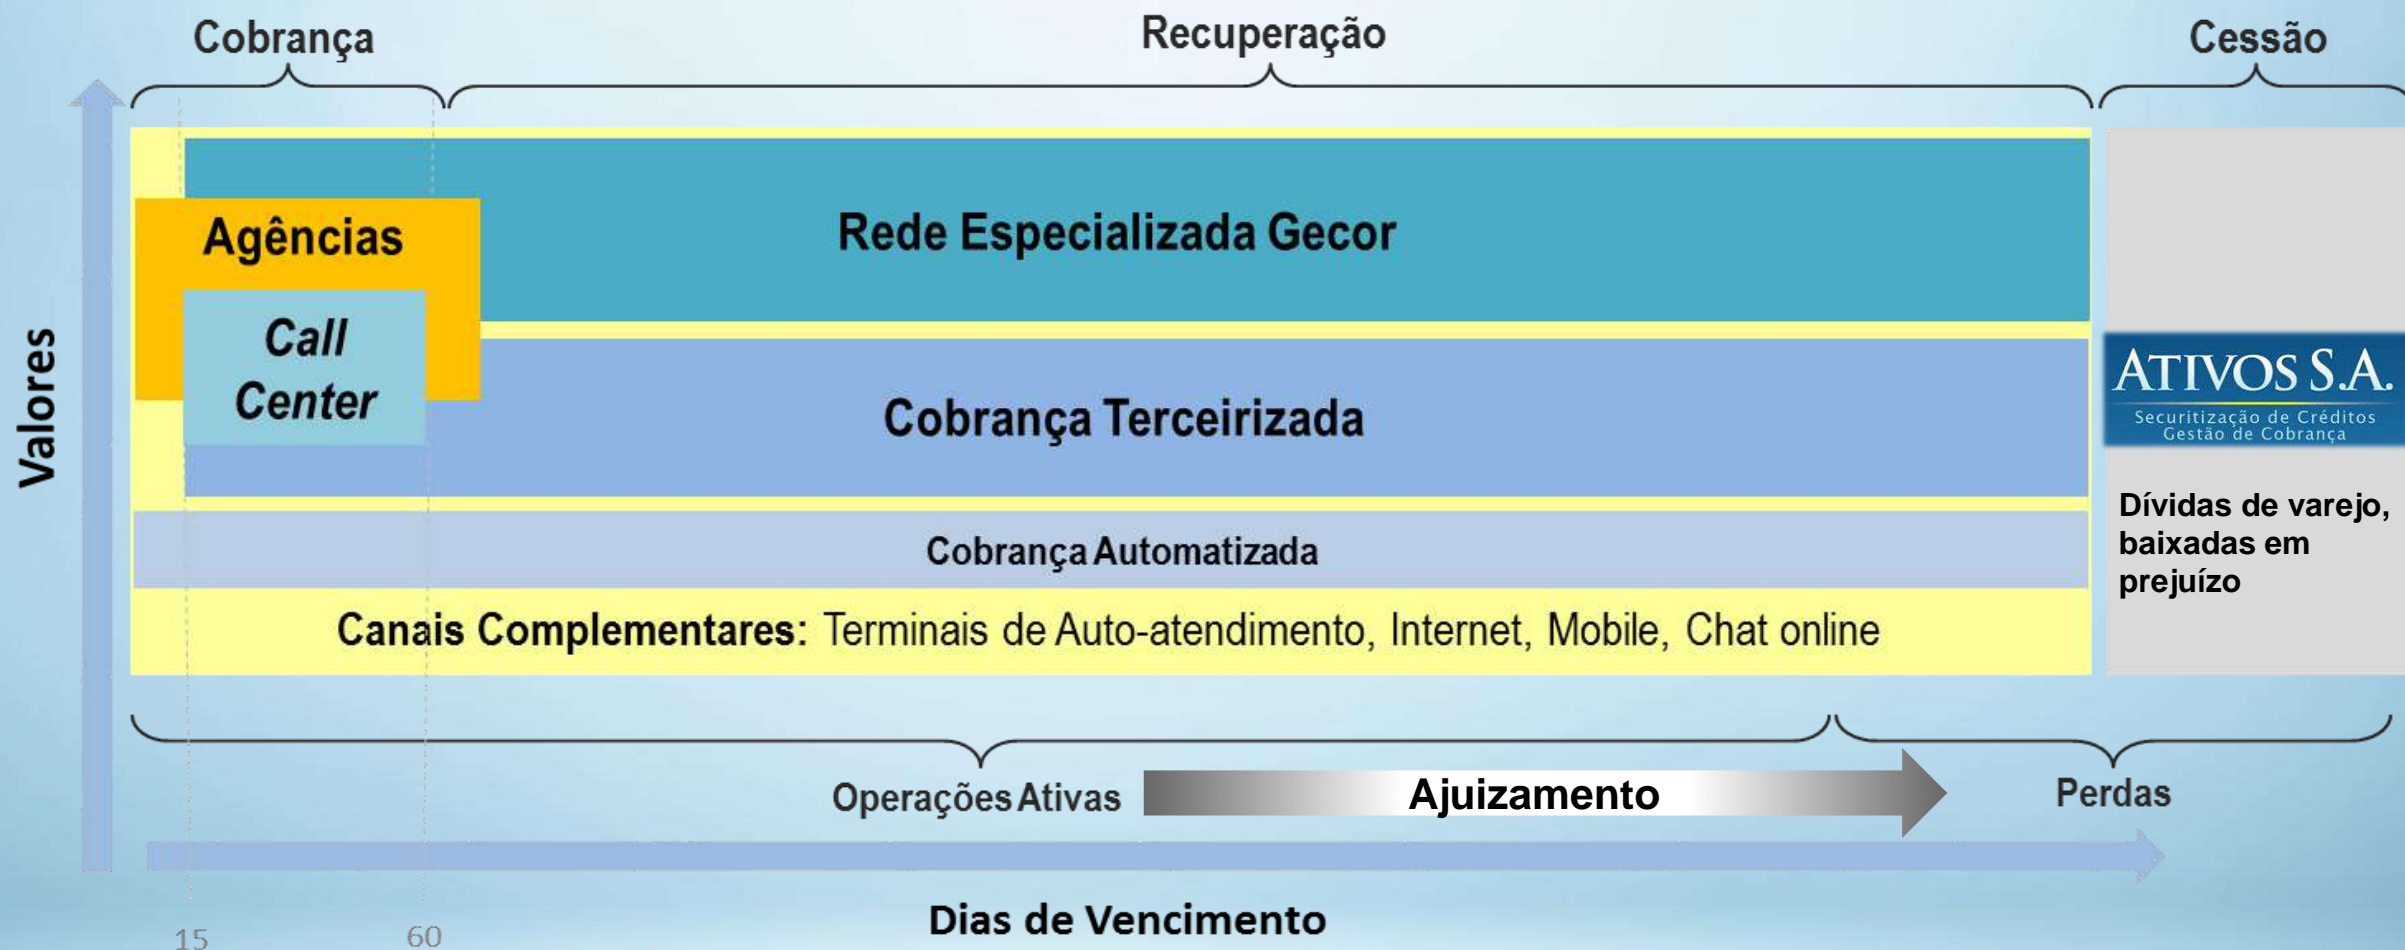 Cobrança
Recuperação
Cessão
Valores
Agências
Call
Center
Rede Especializada Gecor
Cobrança Terceirizada
Cobrança Automatizada
Canais Complementares: Terminais de Auto-atendimento, Internet, Mobile, Chat online
ATIVOS S.A.
Securitização de Créditos
Gestão de Cobrança
Dívidas de varejo,
baixadas em
prejuízo
Operações Ativas
Ajuizamento
Perdas
Dias de Vencimento
15
60